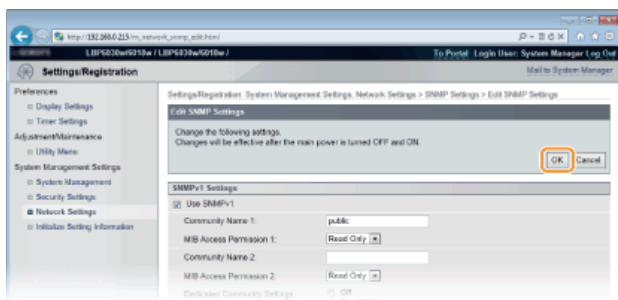 http://192.168.0.215/m_network_snmp_edit.html
LBP6030w/6018w / LBP6030w/6018w /
To Portal Login User: System Manager Log Out
Settings/Registration
Mail to System Manager
Preferences
Display Settings
Timer Settings
Adjustment/Maintenance
Utility Menu
System Management Settings
System Management
Security Settings
Network Settings
Initialize Setting Information
Settings/Registration: System Management Settings: Network Settings > SNMP Settings > Edit SNMP Settings
Edit SNMP Settings
Change the following settings.
Changes will be effective after the main power is turned OFF and ON.
OK Cancel
SNMPv1 Settings
Use SNMPv1
Community Name 1: public
MIB Access Permission 1: Read Only
Community Name 2:
MIB Access Permission 2: Read Only
Dedicated Community Settings Off